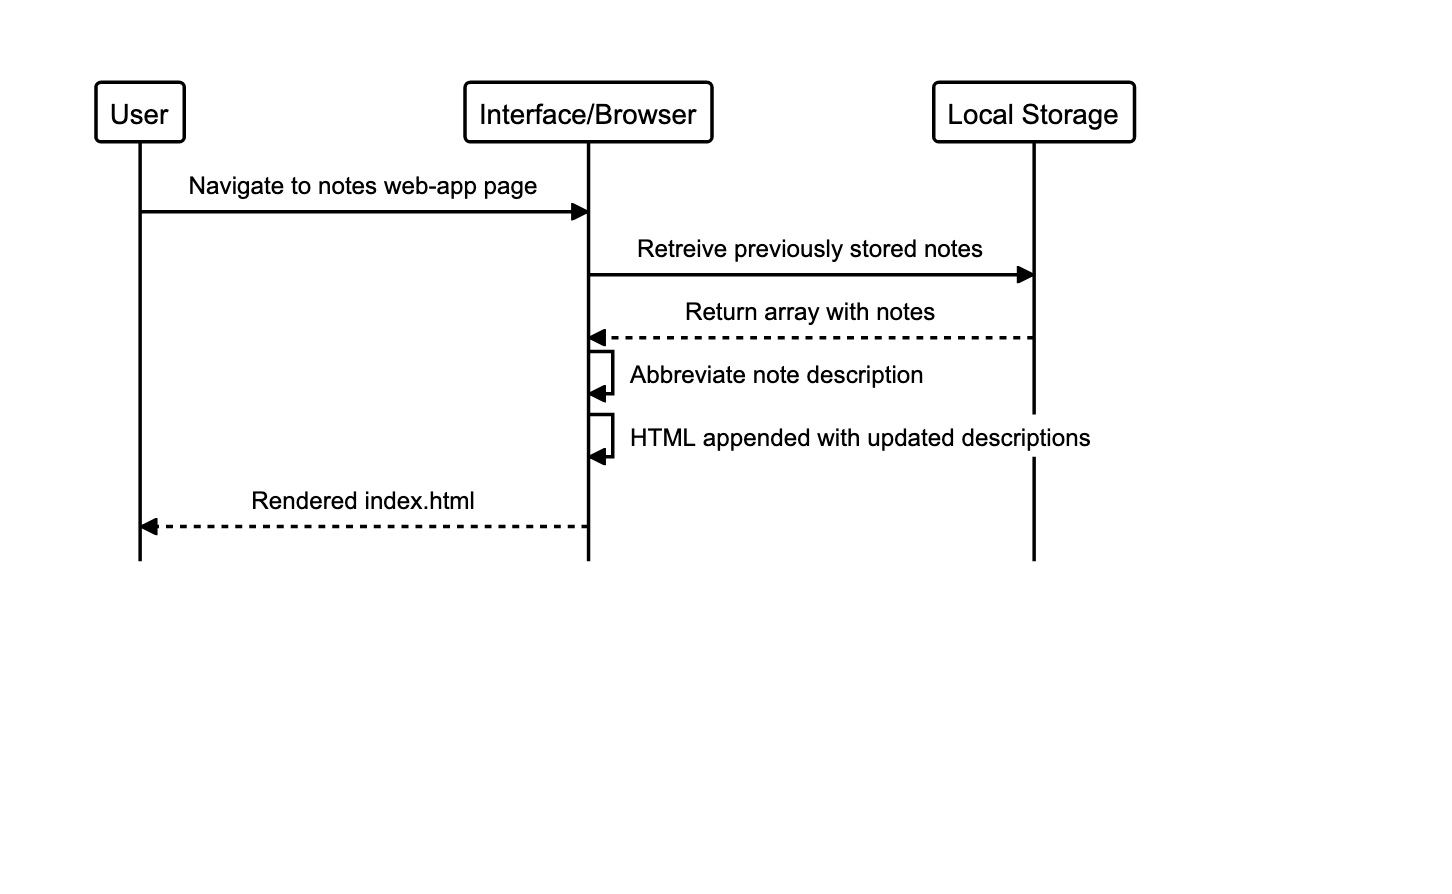 User
Interface/Browser
Local Storage
Navigate to notes web-app page
Retreive previously stored notes
Return array with notes
Abbreviate note description
HTML appended with updated descriptions
Rendered index.html